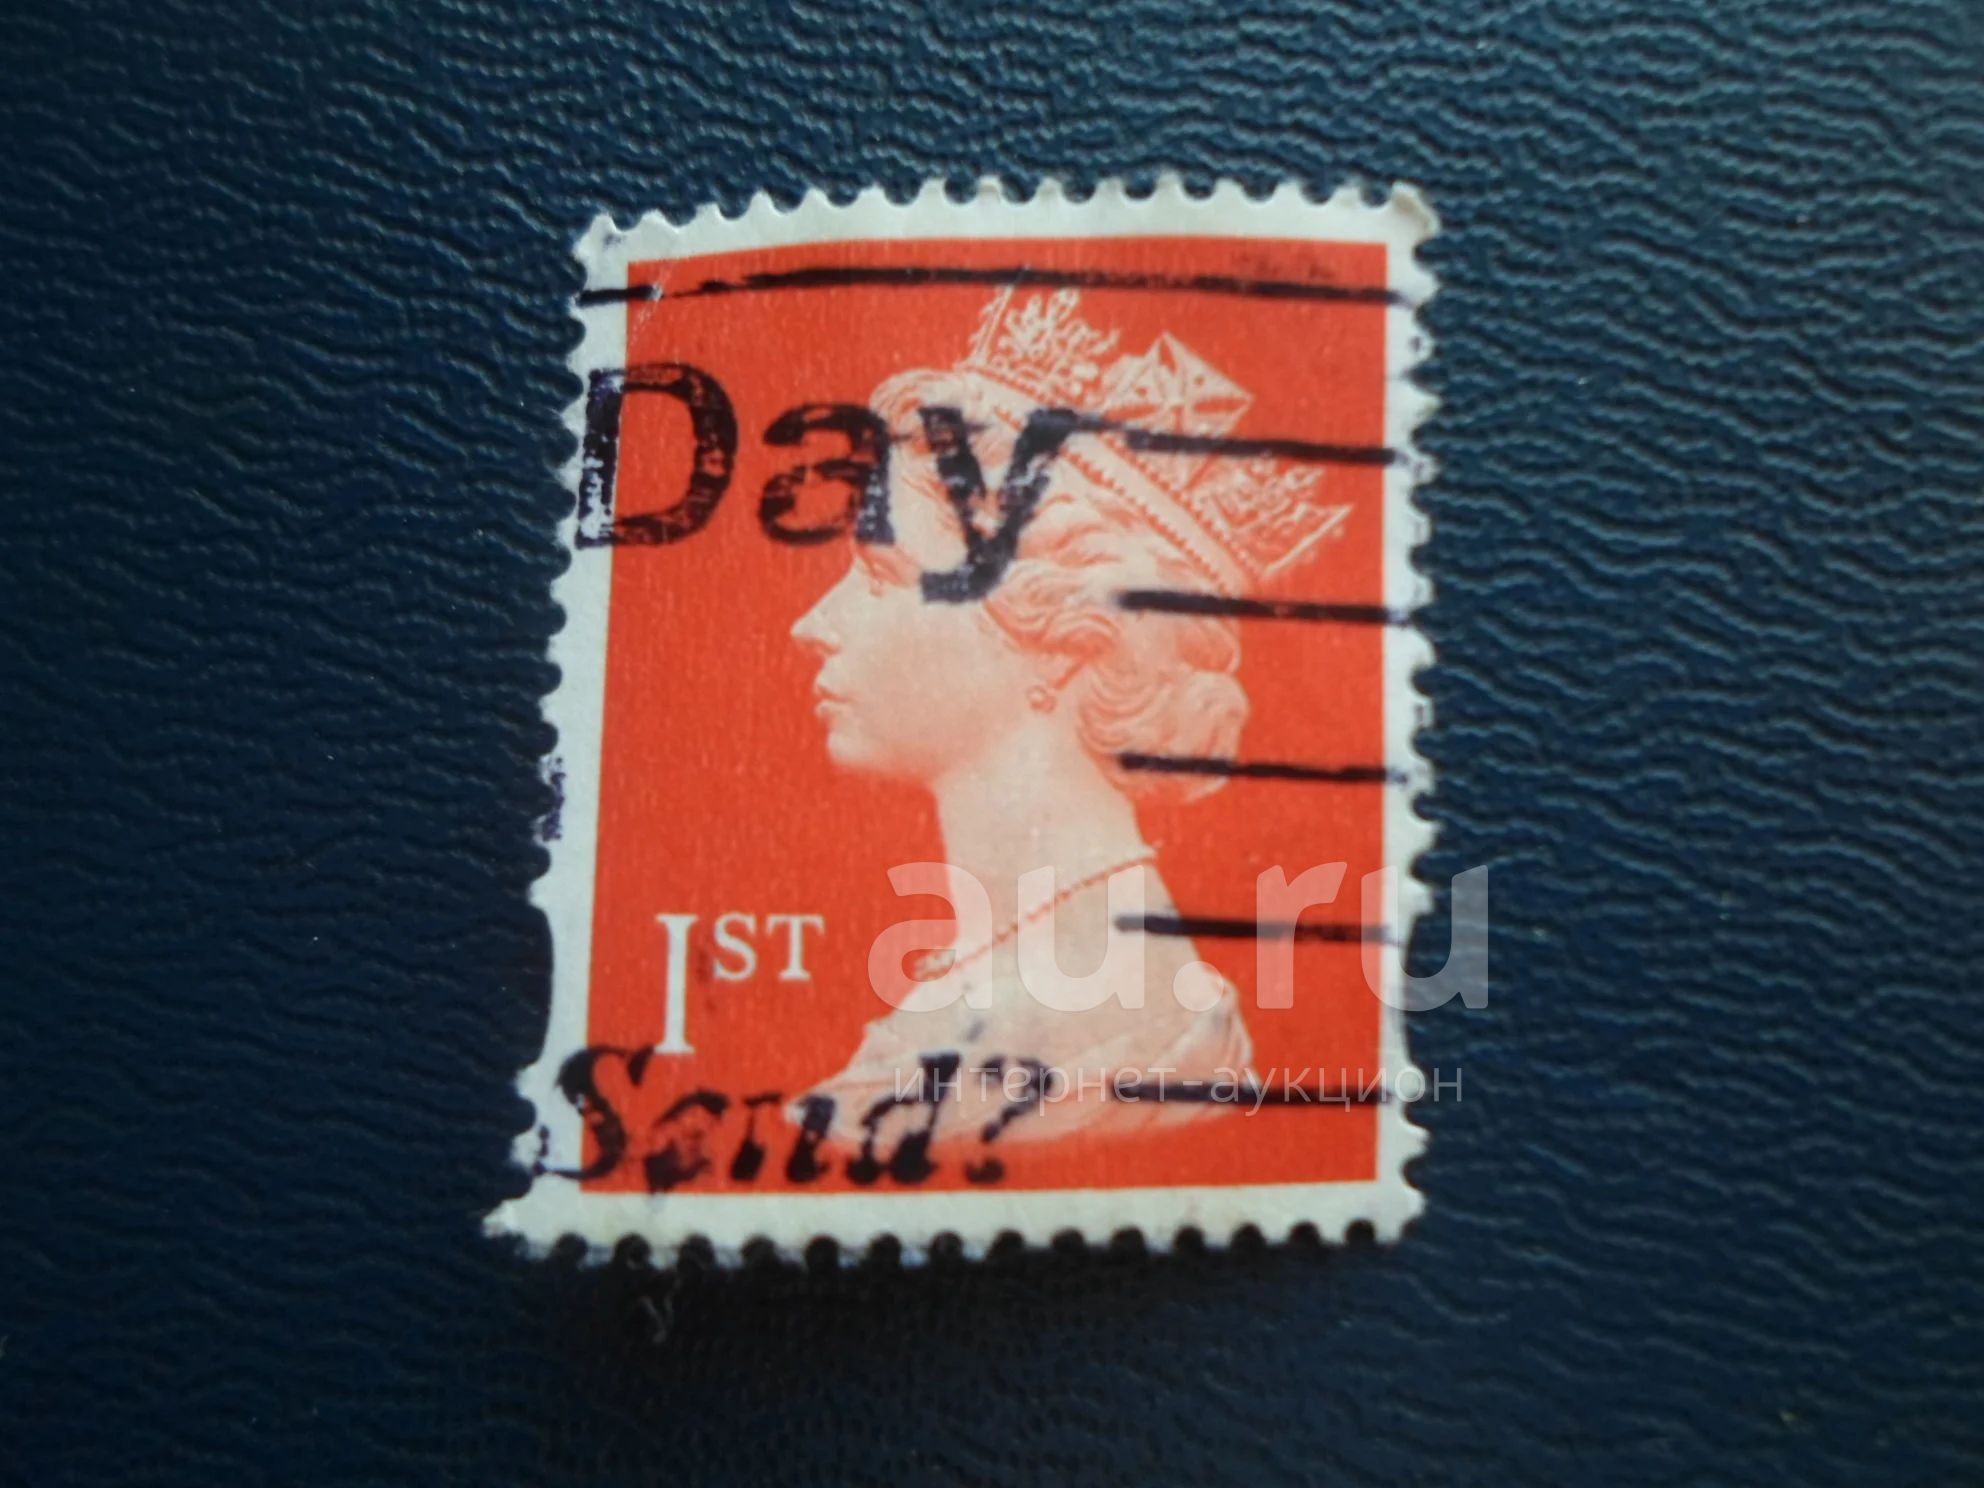 Day
1ST
au.ru
интернет-аукцион
Send?